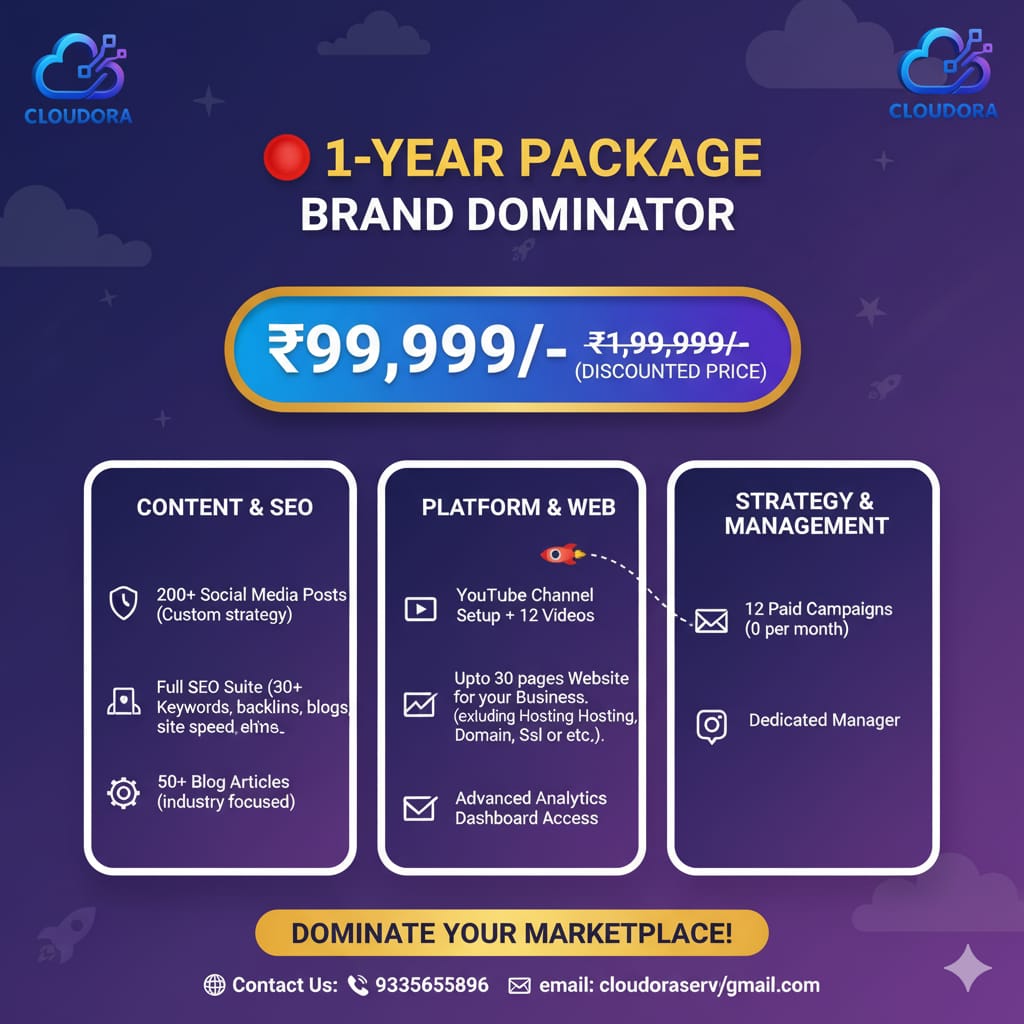 CLOUDORA
CLOUDORA
1-YEAR PACKAGE
BRAND DOMINATOR
₹99,999/- ₹1,99,999/-
(DISCOUNTED PRICE)
CONTENT & SEO
200+ Social Media Posts
(Custom strategy)
Full SEO Suite (30+
Keywords, backlins, blogs,
site speed,
50+ Blog Articles
(industry focused)
PLATFORM & WEB
YouTube Channel
Setup + 12 Videos
Upto 30 pages Website
for your Business.
(exluding Hosting Hosting,
Domain, Ssl or etc.).
Advanced Analytics
Dashboard Access
STRATEGY &
MANAGEMENT
12 Paid Campaigns
(0 per month)
Dedicated Manager
DOMINATE YOUR MARKETPLACE!
Contact Us: 9335655896 email: cloudoraserv/gmail.com